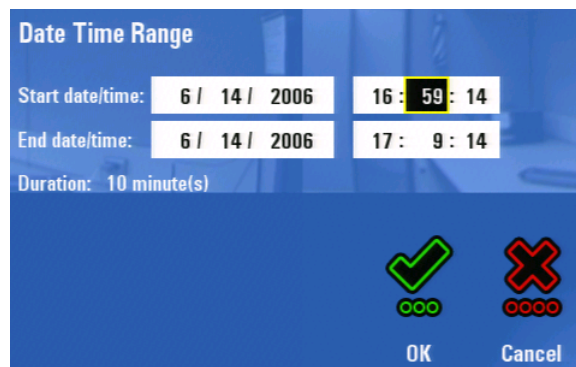 Date Time Range
Start date/time: 6 / 14 / 2006 16 : 59 : 14
End date/time: 6 / 14 / 2006 17 : 9 : 14
Duration: 10 minute(s)
OK Cancel